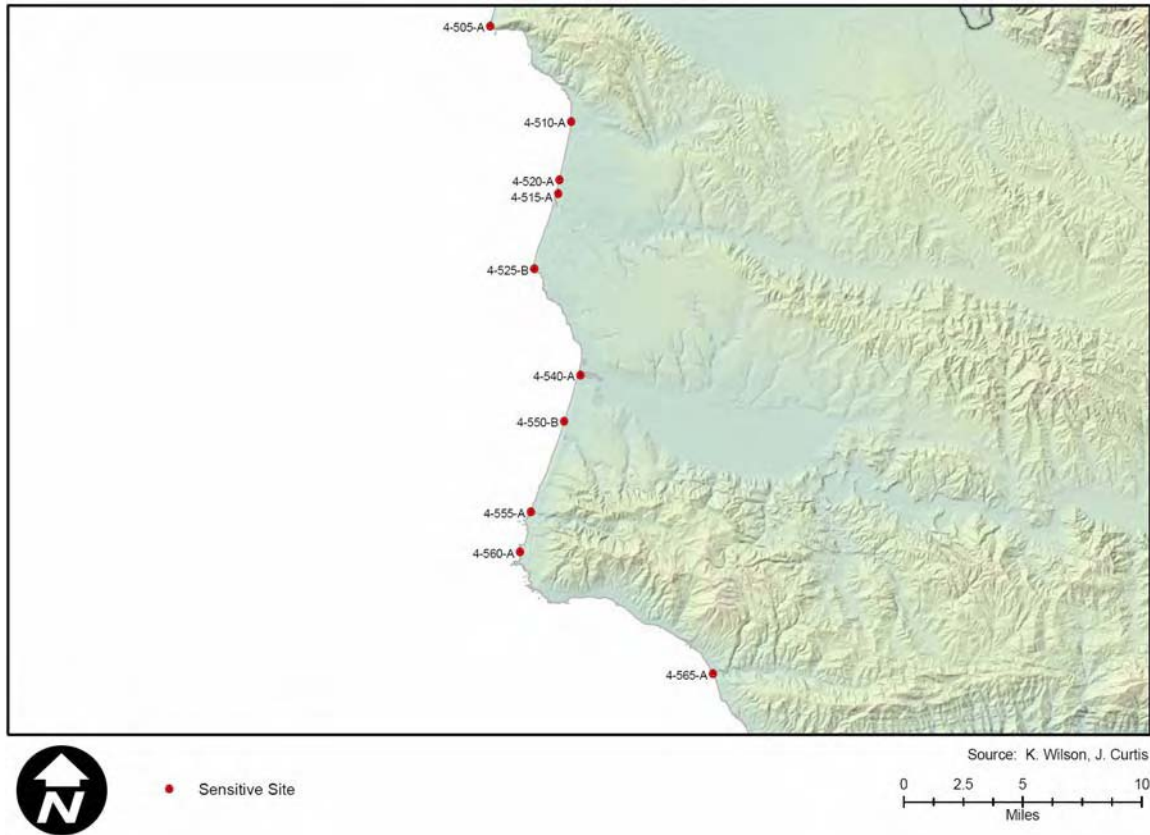 4-505-A
4-510-A
4-520-A
4-515-A
4-525-B
4-540-A
4-550-B
4-555-A
4-560-A
4-565-A
Source: K. Wilson, J. Curtis
N
Sensitive Site
0 2.5 5 10
Miles